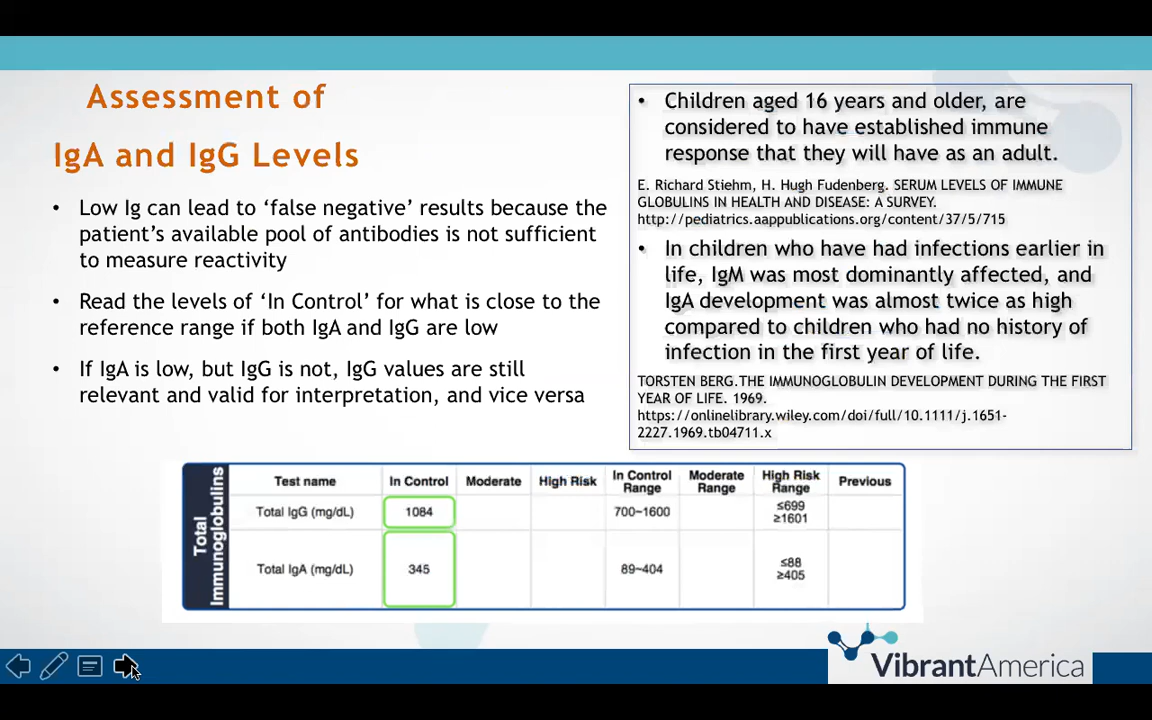 Assessment of
IgA and IgG Levels
• Low Ig can lead to ‘false negative’ results because the
patient’s available pool of antibodies is not sufficient
to measure reactivity
• Read the levels of ‘In Control’ for what is close to the
reference range if both IgA and IgG are low
• If IgA is low, but IgG is not, IgG values are still
relevant and valid for interpretation, and vice versa
• Children aged 16 years and older, are
considered to have established immune
response that they will have as an adult.
E. Richard Stiehm, H. Hugh Fudenberg. SERUM LEVELS OF IMMUNE
GLOBULINS IN HEALTH AND DISEASE: A SURVEY.
http://pediatrics.aappublications.org/content/37/5/715
• In children who have had infections earlier in
life, IgM was most dominantly affected, and
IgA development was almost twice as high
compared to children who had no history of
infection in the first year of life.
TORSTEN BERG.THE IMMUNOGLOBULIN DEVELOPMENT DURING THE FIRST
YEAR OF LIFE. 1969.
https://onlinelibrary.wiley.com/doi/full/10.1111/j.1651-
2227.1969.tb04711.x
Total
Immunoglobulins
Test name In Control Moderate High Risk In Control Range Moderate Range High Risk Range Previous
Total IgG (mg/dL) 1084 700~1600 ≤699 ≥1601
Total IgA (mg/dL) 345 89~404 ≤88 ≥405
VibrantAmerica